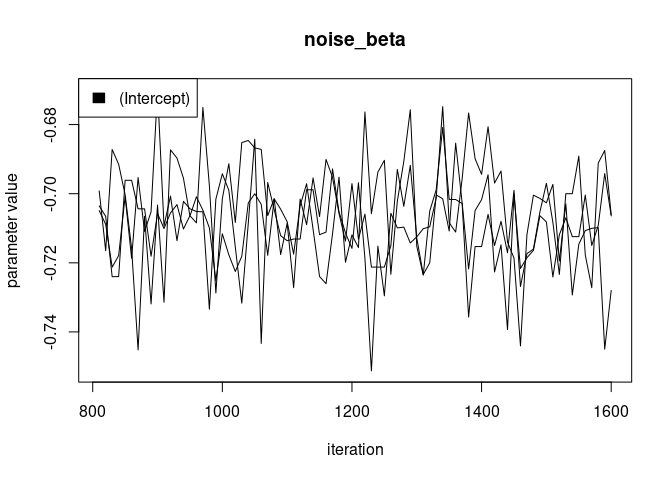 noise_beta
(Intercept)
parameter value
-0.68
-0.70
-0.72
-0.74
800
1000
1200
1400
1600
iteration